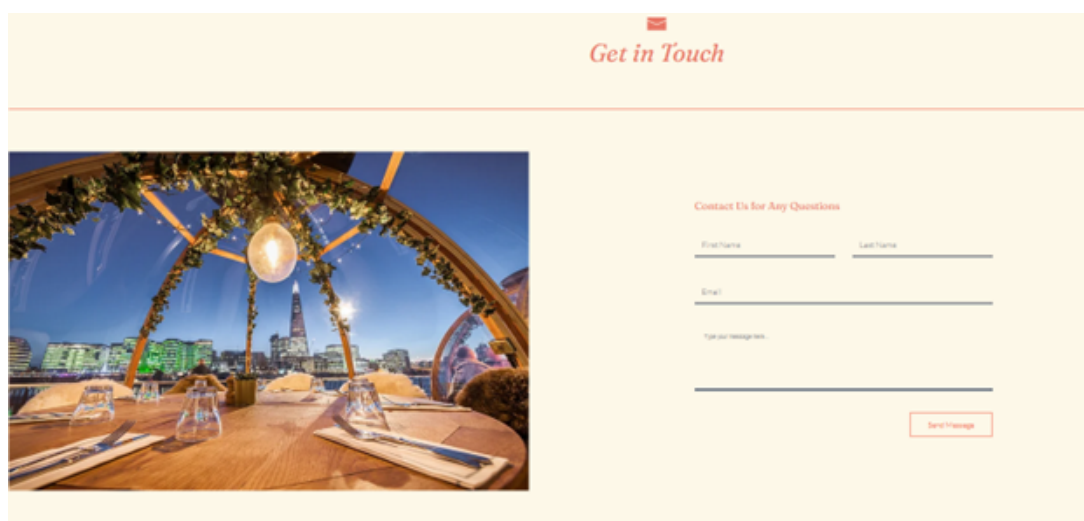 Get in Touch
Contact Us for Any Questions
First Name Last Name
Email
Type your message here...
Send Message